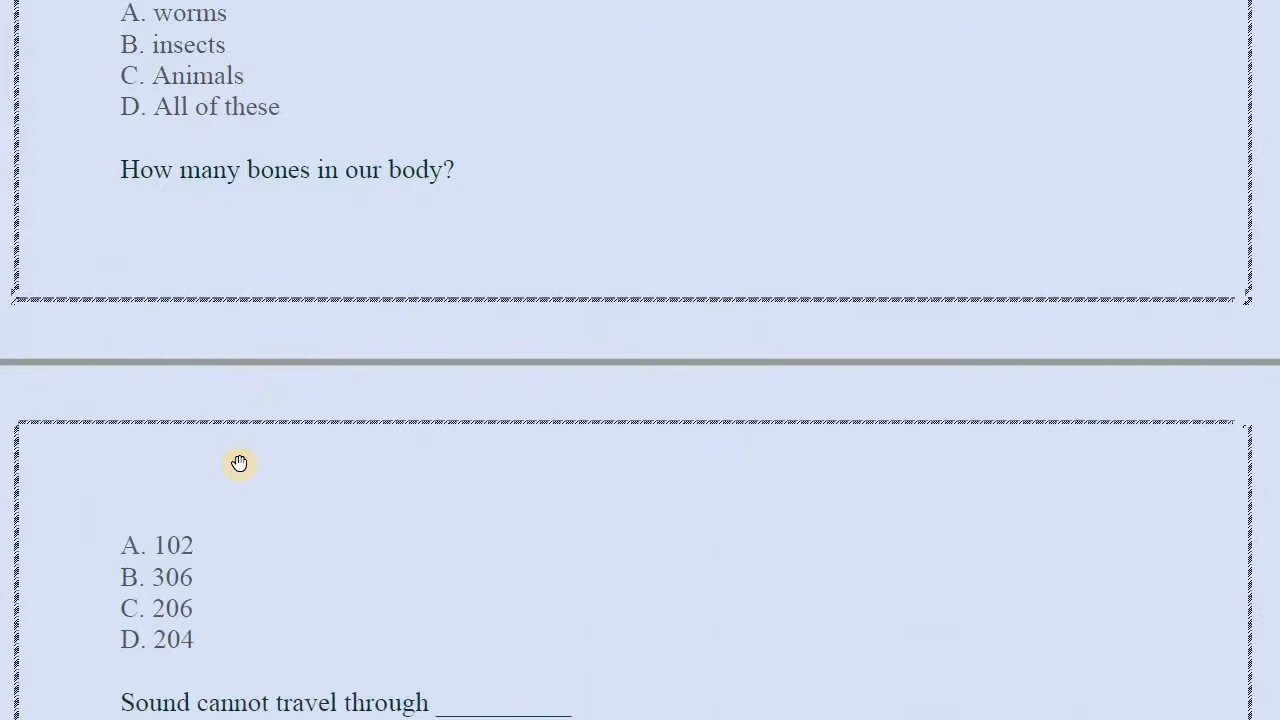 A. worms
B. insects
C. Animals
D. All of these
How many bones in our body?
A. 102
B. 306
C. 206
D. 204
Sound cannot travel through __________